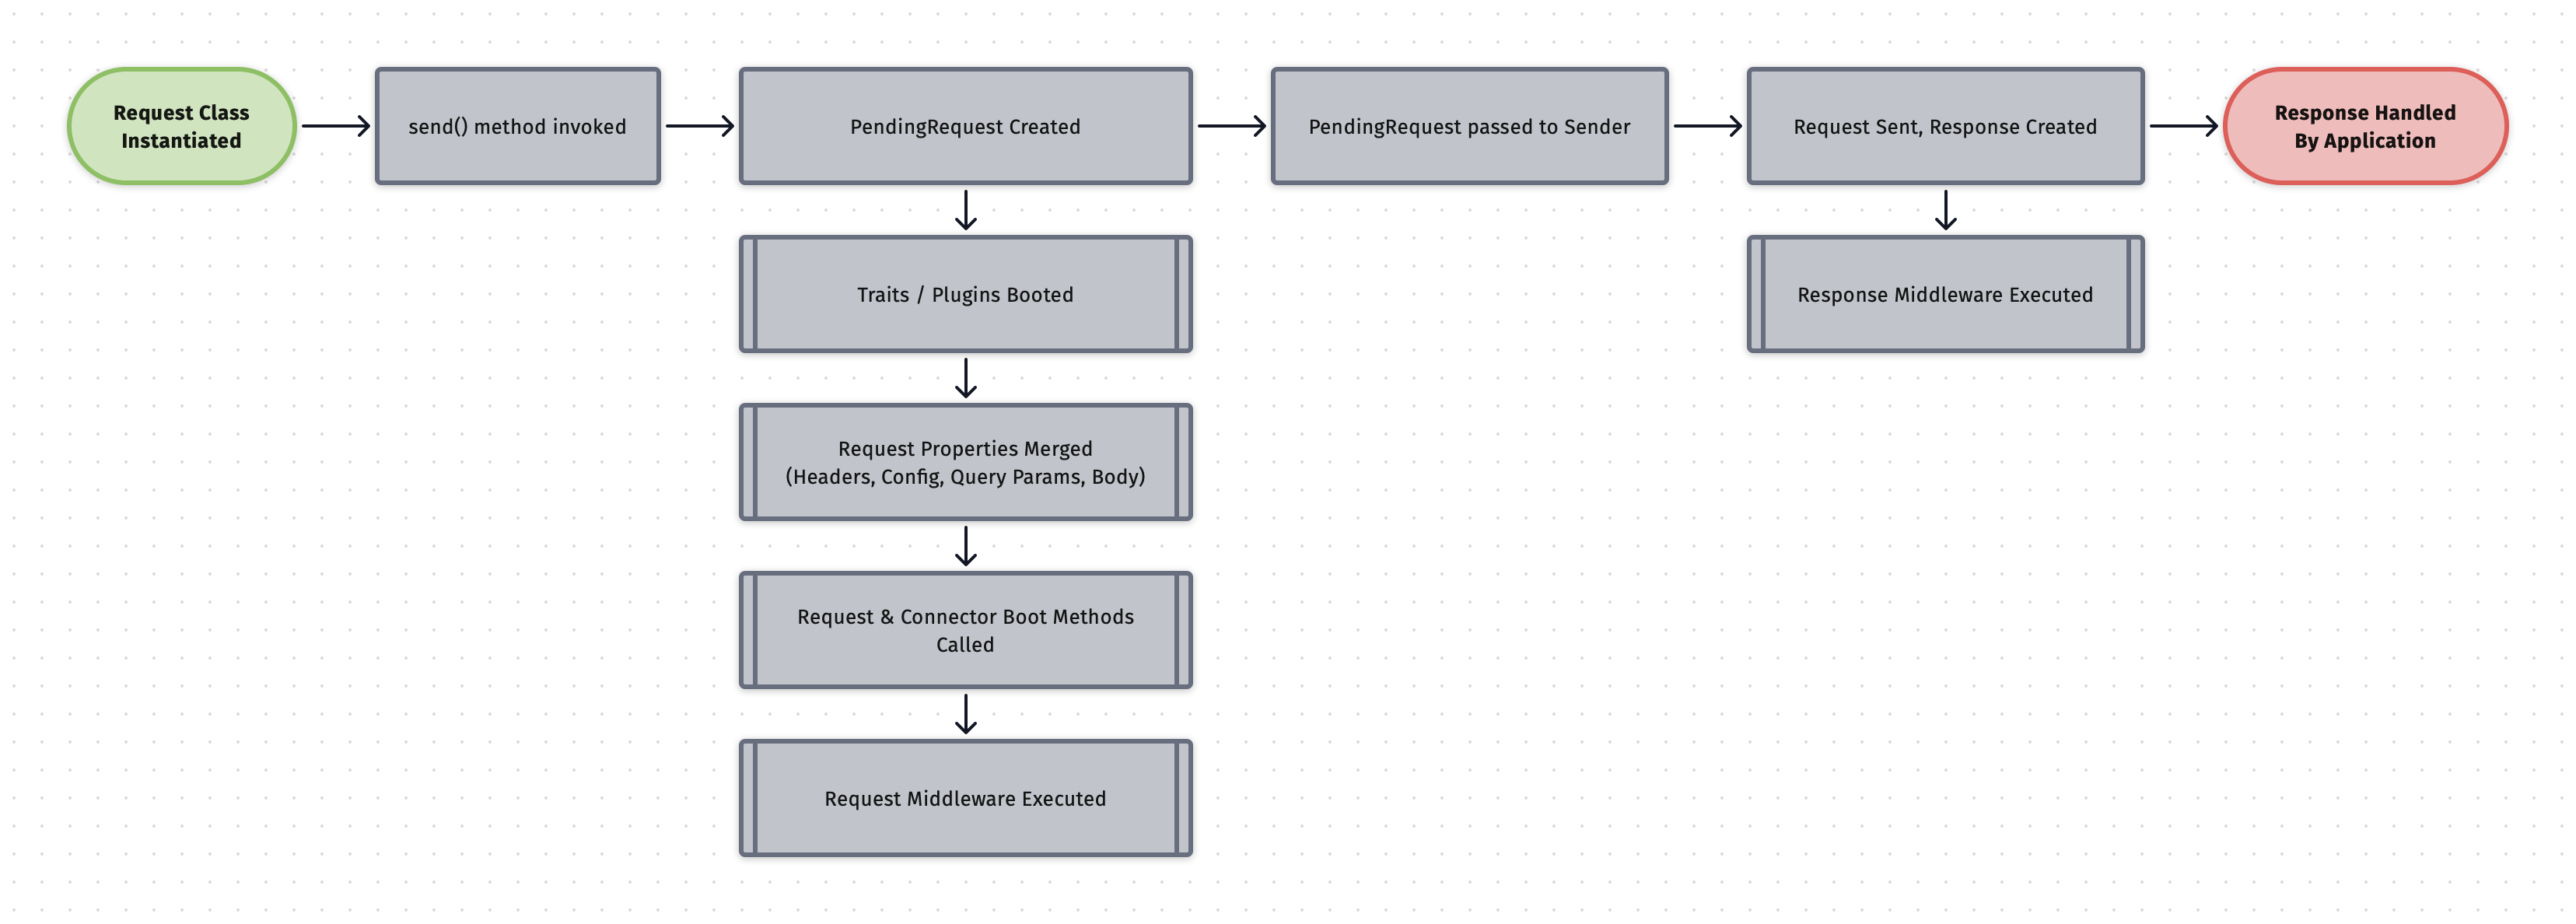 Request Class
Instantiated
send() method invoked
PendingRequest Created
PendingRequest passed to Sender
Request Sent, Response Created
Response Handled
By Application
Traits / Plugins Booted
Response Middleware Executed
Request Properties Merged
(Headers, Config, Query Params, Body)
Request & Connector Boot Methods
Called
Request Middleware Executed